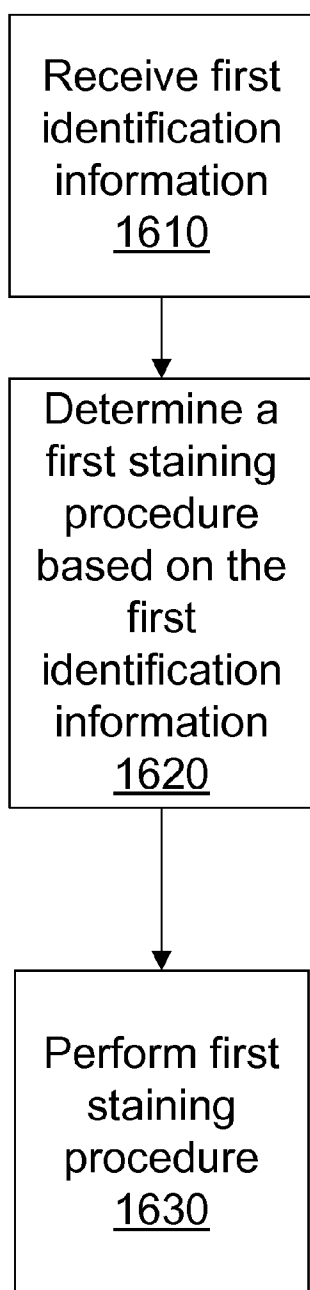 Receive first
identification
information
1610
Determine a
first staining
procedure
based on the
first
identification
information
1620
Perform first
staining
procedure
1630